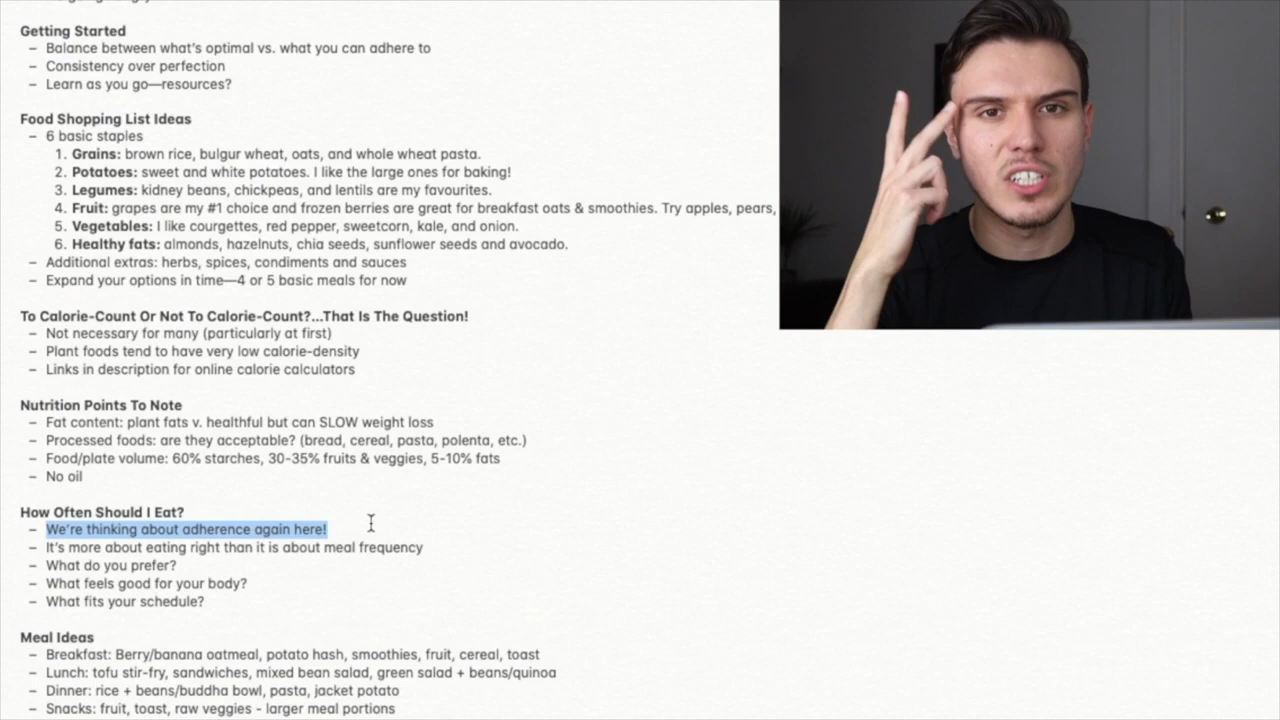 Getting Started
– Balance between what's optimal vs. what you can adhere to
– Consistency over perfection
– Learn as you go—resources?
Food Shopping List Ideas
– 6 basic staples
1. Grains: brown rice, bulgur wheat, oats, and whole wheat pasta.
2. Potatoes: sweet and white potatoes. I like the large ones for baking!
3. Legumes: kidney beans, chickpeas, and lentils are my favourites.
4. Fruit: grapes are my #1 choice and frozen berries are great for breakfast oats & smoothies. Try apples, pears,
5. Vegetables: I like courgettes, red pepper, sweetcorn, kale, and onion.
6. Healthy fats: almonds, hazelnuts, chia seeds, sunflower seeds and avocado.
– Additional extras: herbs, spices, condiments and sauces
– Expand your options in time—4 or 5 basic meals for now
To Calorie-Count Or Not To Calorie-Count?...That Is The Question!
– Not necessary for many (particularly at first)
– Plant foods tend to have very low calorie-density
– Links in description for online calorie calculators
Nutrition Points To Note
– Fat content: plant fats v. healthful but can SLOW weight loss
– Processed foods: are they acceptable? (bread, cereal, pasta, polenta, etc.)
– Food/plate volume: 60% starches, 30-35% fruits & veggies, 5-10% fats
– No oil
How Often Should I Eat?
– We're thinking about adherence again here!
– It's more about eating right than it is about meal frequency
– What do you prefer?
– What feels good for your body?
– What fits your schedule?
Meal Ideas
– Breakfast: Berry/banana oatmeal, potato hash, smoothies, fruit, cereal, toast
– Lunch: tofu stir-fry, sandwiches, mixed bean salad, green salad + beans/quinoa
– Dinner: rice + beans/buddha bowl, pasta, jacket potato
– Snacks: fruit, toast, raw veggies - larger meal portions